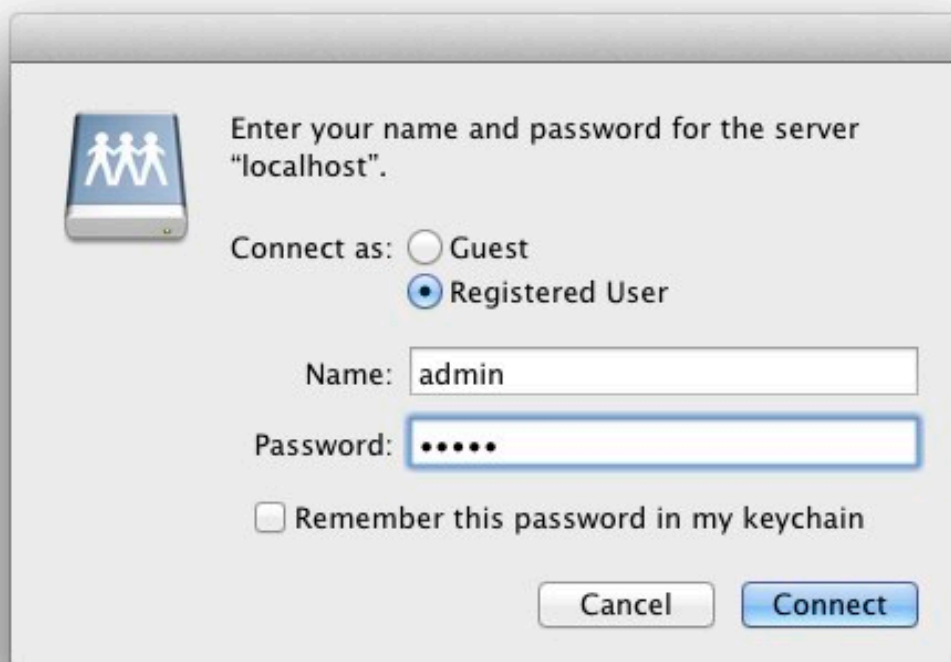 Enter your name and password for the server
“localhost”.
Connect as: Guest
Registered User
Name: admin
Password: •••••
Remember this password in my keychain
Cancel Connect